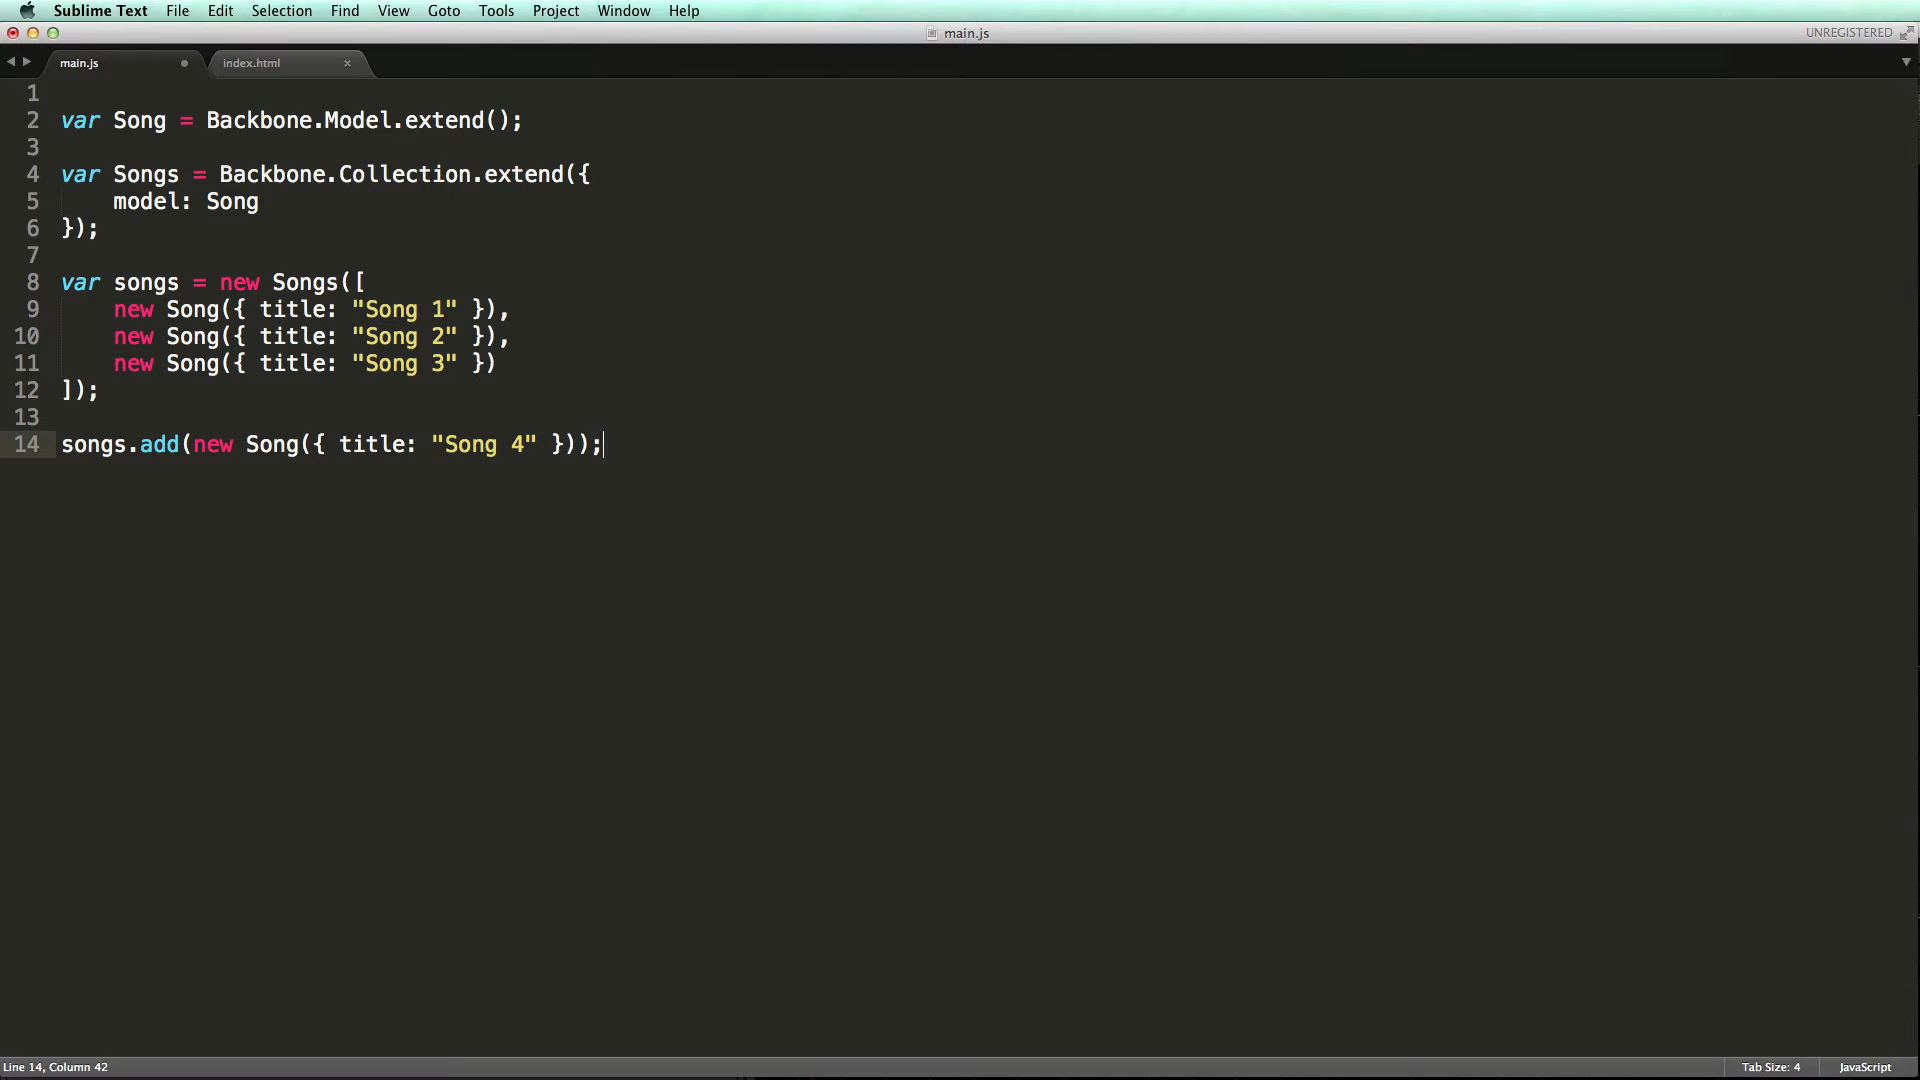 Sublime Text File Edit Selection Find View Goto Tools Project Window Help
main.js UNREGISTERED
main.js index.html
1
2 var Song = Backbone.Model.extend();
3
4 var Songs = Backbone.Collection.extend({
5 model: Song
6 });
7
8 var songs = new Songs([
9 new Song({ title: "Song 1" }),
10 new Song({ title: "Song 2" }),
11 new Song({ title: "Song 3" })
12 ]);
13
14 songs.add(new Song({ title: "Song 4" }));
Line 14, Column 42 Tab Size: 4 JavaScript